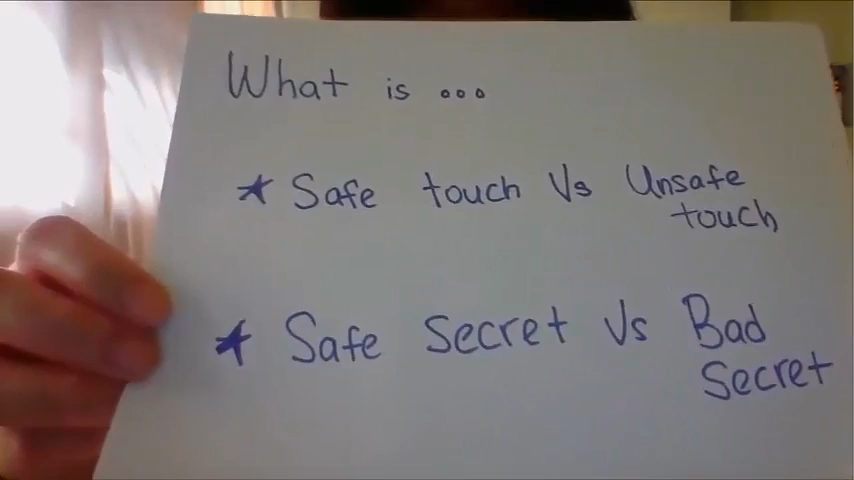 What is ...
* Safe touch Vs Unsafe
touch
* Safe Secret Vs Bad
Secret